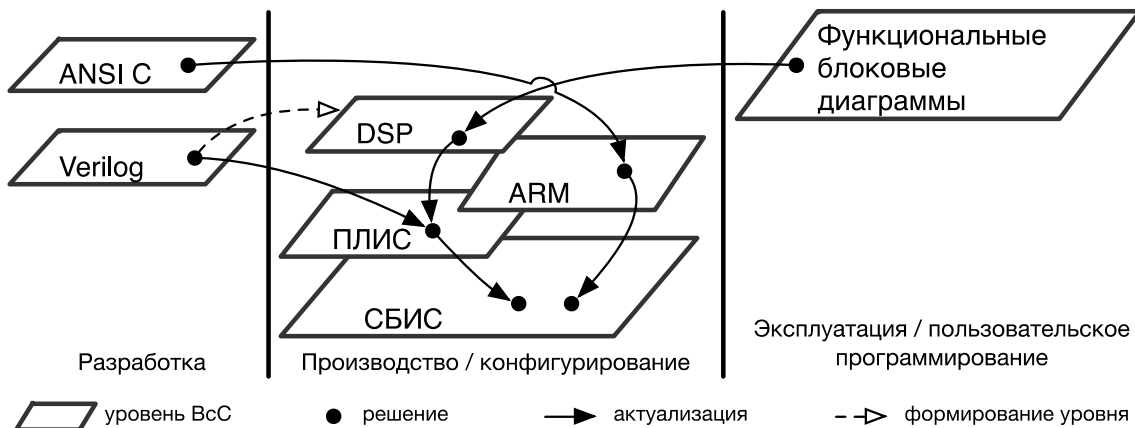 ANSI C
Verilog
DSP
ARM
ПЛИС
СБИС
Функциональные
блоковые
диаграммы
Разработка
Производство / конфигурирование
Эксплуатация / пользовательское
программирование
уровень ВсС
решение
актуализация
формирование уровня